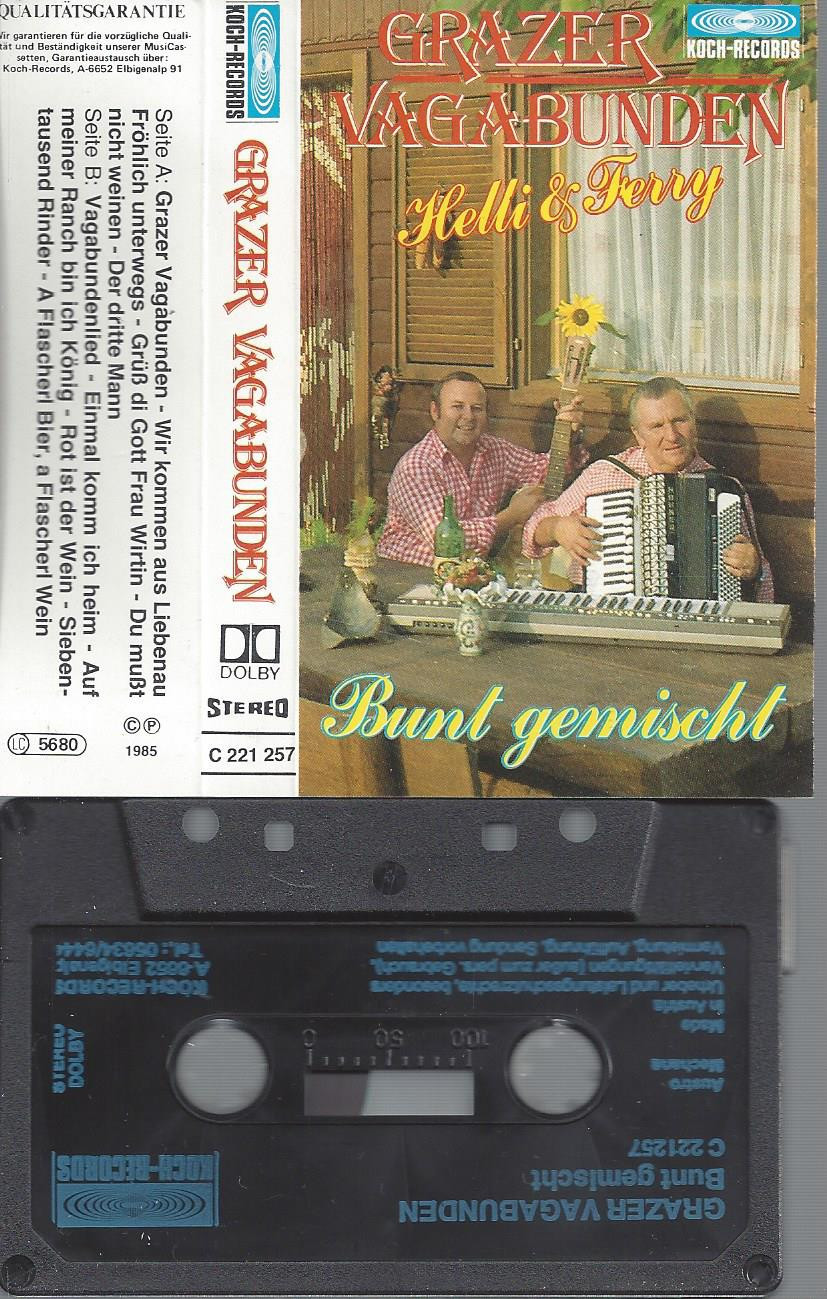 QUALITÄTSGARANTIE
Wir garantieren für die vorzügliche Quali-
tät und Beständigkeit unserer MusiCas-
setten, Garantieaustausch über:
Koch-Records, A-6652 Elbigenalp 91
Seite A: Grazer Vagabunden - Wir kommen aus Liebenau
Fröhlich unterwegs - Grüß di Gott Frau Wirtin - Du mußt
nicht weinen - Der dritte Mann
Seite B: Vagabundenlied - Einmal komm ich heim - Auf
meiner Ranch bin ich König - Rot ist der Wein - Sieben-
tausend Rinder - A Flascherl Bier, a Flascherl Wein
LC 5680
© ℗
1985
KOCH-RECORDS
GRAZER VAGABUNDEN
DOLBY
STEREO
C 221 257
GRAZER
VAGABUNDEN
KOCH-RECORDS
Helli & Ferry
Bunt gemischt
GRAZER VAGABUNDEN
Bunt gemischt
C 221257
KOCH-RECORDS
Austro
Mechana
Made
in Austria
0 50 100
STEREO
DOLBY
Urheber und Leistungsschutzrechte, besonders
Vervielfältigungen (außer zum pers. Gebrauch),
Vermietung, Aufführung, Sendung vorbehalten
KOCH-RECORDS
A-6652 Elbigenalp
Tel.: 05634/6444